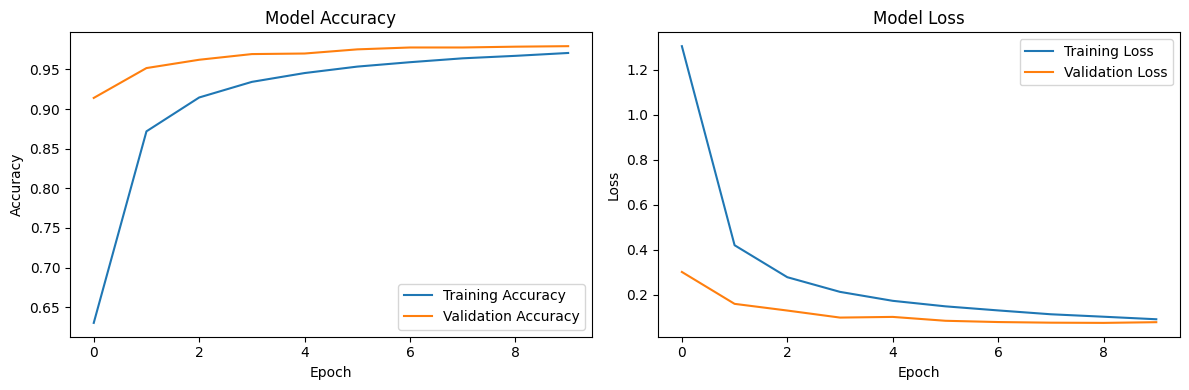 Model Accuracy
Accuracy
0.95
0.90
0.85
0.80
0.75
0.70
0.65
0
2
4
6
8
Epoch
Training Accuracy
Validation Accuracy
Model Loss
Loss
1.2
1.0
0.8
0.6
0.4
0.2
0
2
4
6
8
Epoch
Training Loss
Validation Loss